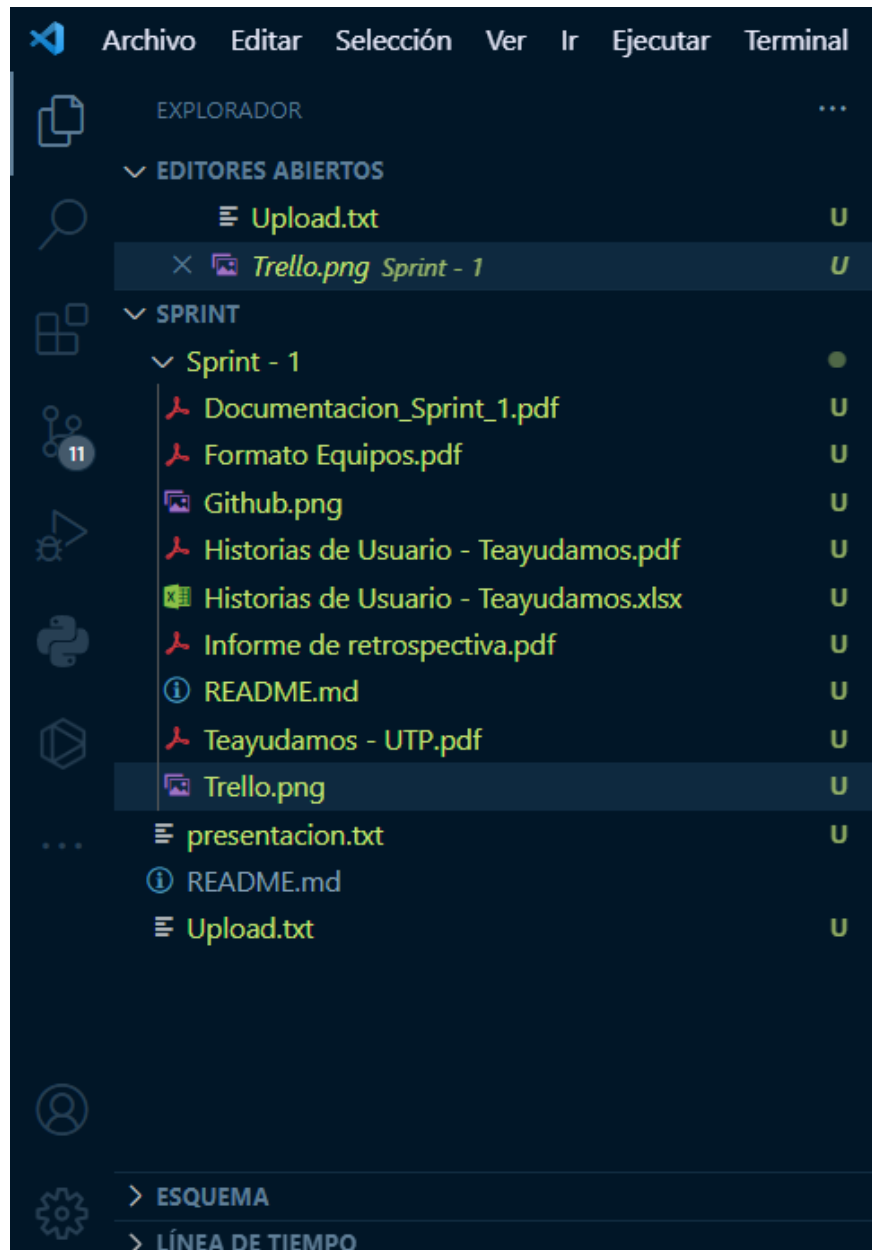 Archivo Editar Selección Ver Ir Ejecutar Terminal
EXPLORADOR ...
EDITORES ABIERTOS
Upload.txt U
Trello.png Sprint - 1 U
SPRINT
Sprint - 1
Documentacion_Sprint_1.pdf U
Formato Equipos.pdf U
11
Github.png U
Historias de Usuario - Teayudamos.pdf U
Historias de Usuario - Teayudamos.xlsx U
Informe de retrospectiva.pdf U
README.md U
Teayudamos - UTP.pdf U
Trello.png U
presentacion.txt U
README.md
Upload.txt U
ESQUEMA
LÍNEA DE TIEMPO